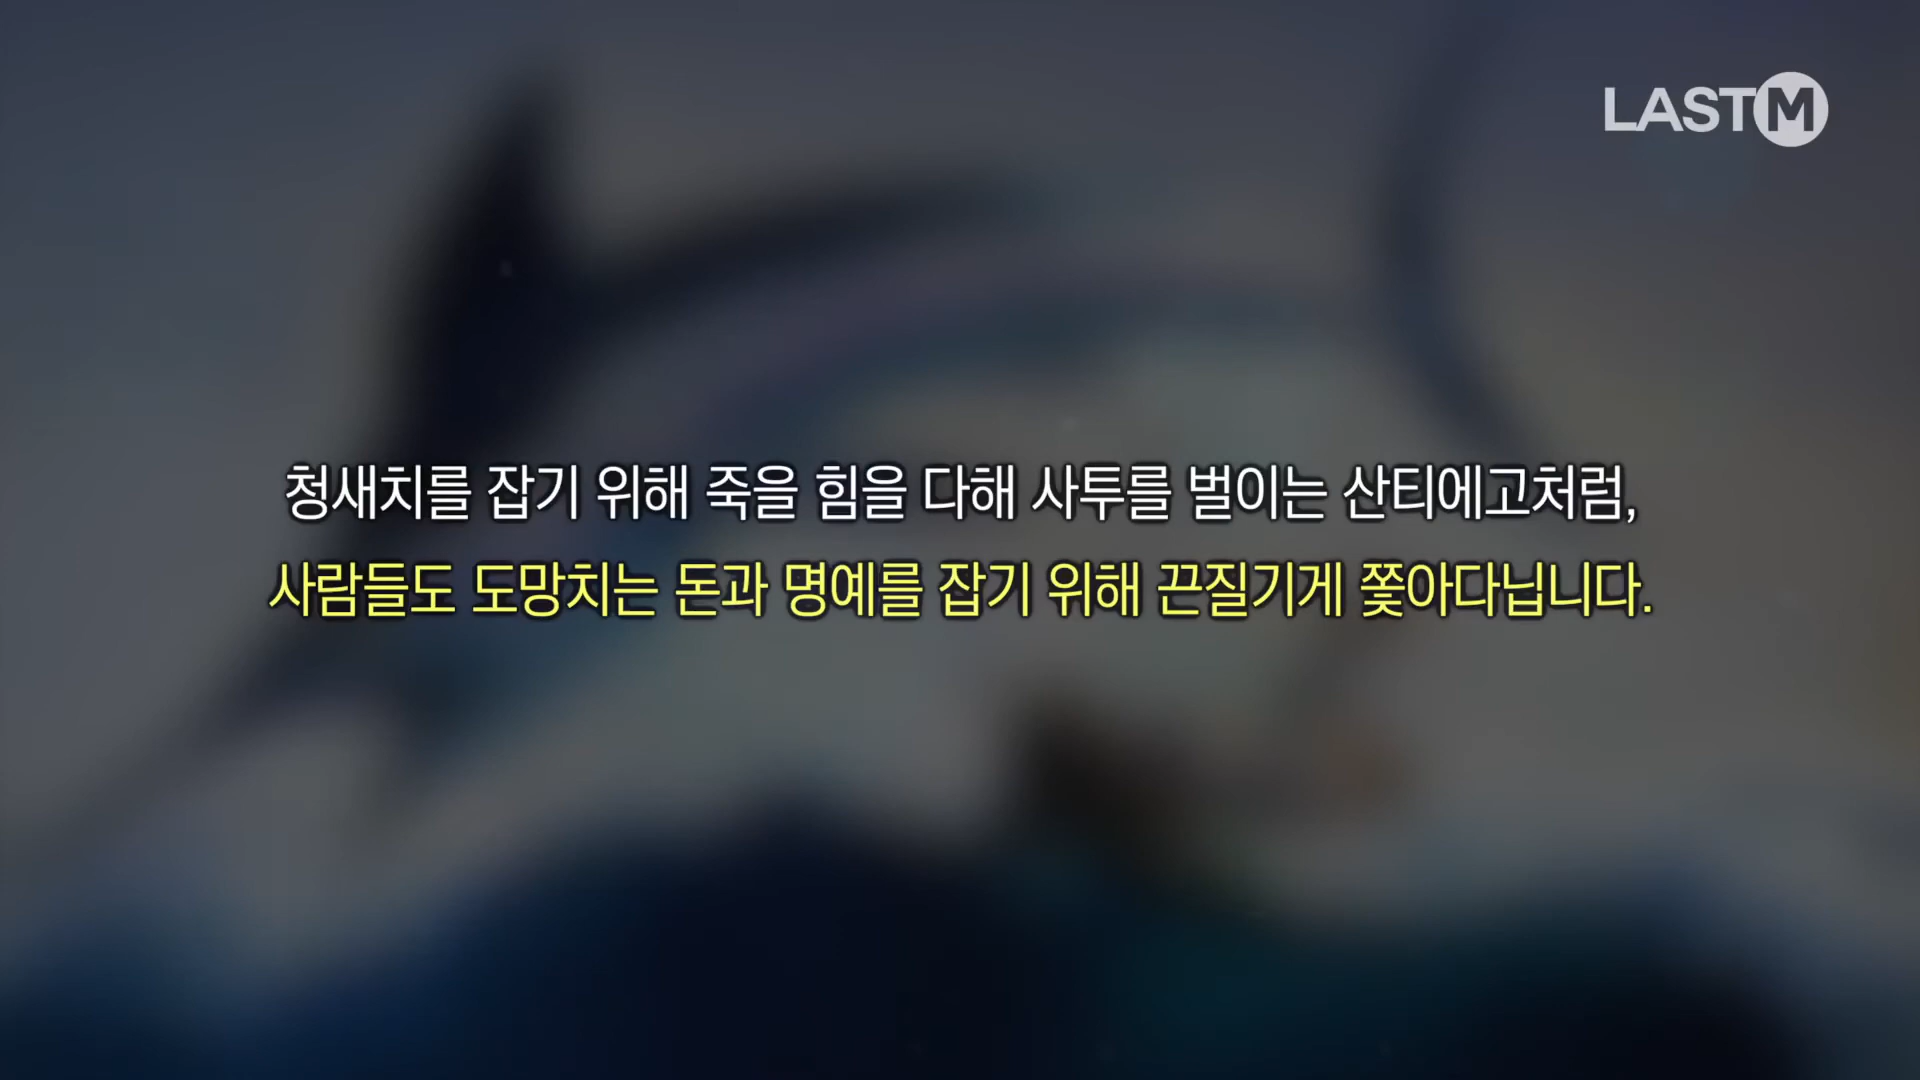 LASTM
청새치를 잡기 위해 죽을 힘을 다해 사투를 벌이는 산티에고처럼,
사람들도 도망치는 돈과 명예를 잡기 위해 끈질기게 쫓아다닙니다.